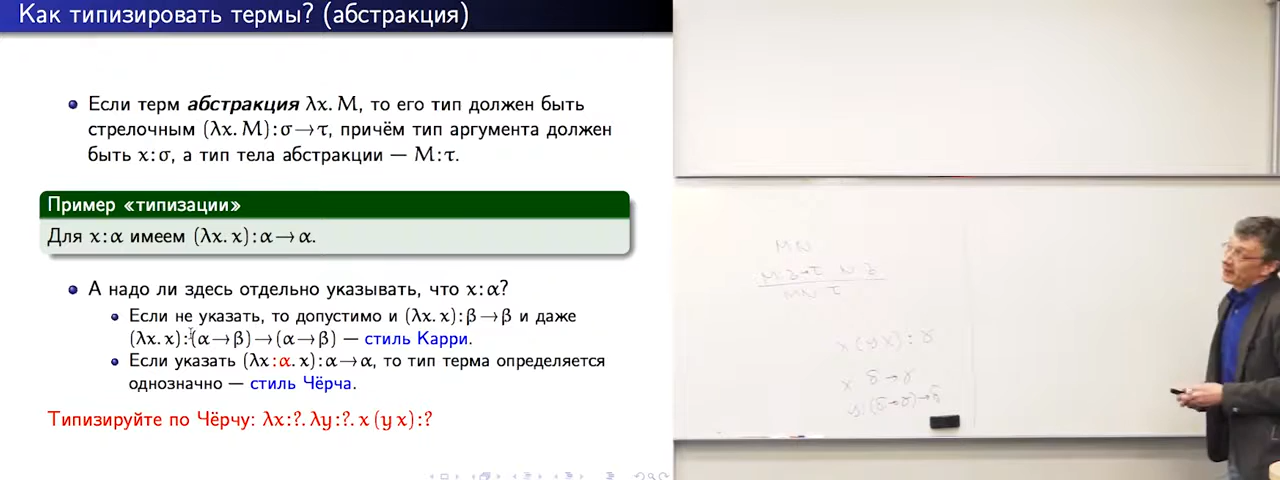 Как типизировать термы? (абстракция)
Если терм абстракция λx. M, то его тип должен быть
стрелочным (λx. M):σ→τ, причём тип аргумента должен
быть x:σ, а тип тела абстракции — M:τ.
Пример «типизации»
Для x:α имеем (λx. x):α→α.
А надо ли здесь отдельно указывать, что x:α?
Если не указать, то допустимо и (λx. x):β→β и даже
(λx. x):(α→β)→(α→β) — стиль Карри.
Если указать (λx:α. x):α→α, то тип терма определяется
однозначно — стиль Чёрча.
Типизируйте по Чёрчу: λx:?. λy:?. x (y x):?
MN
MN τ
x (y x) : γ
x δ→γ
y: (δ→γ)→δ